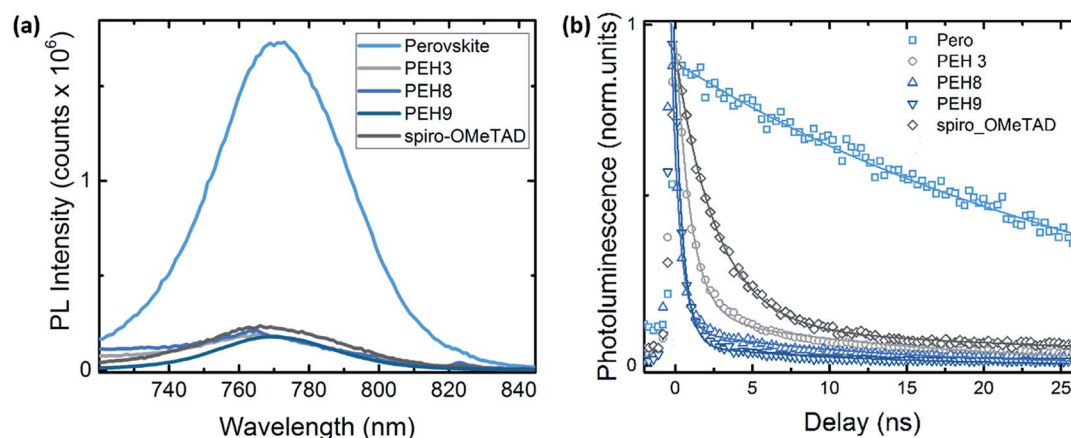 (a)
PL Intensity (counts x 10⁶)
1
0
740 760 780 800 820 840
Wavelength (nm)
Perovskite
PEH3
PEH8
PEH9
spiro-OMeTAD
(b)
Photoluminescence (norm.units)
1
0
0 5 10 15 20 25
Delay (ns)
Pero
PEH 3
PEH8
PEH9
spiro_OMeTAD